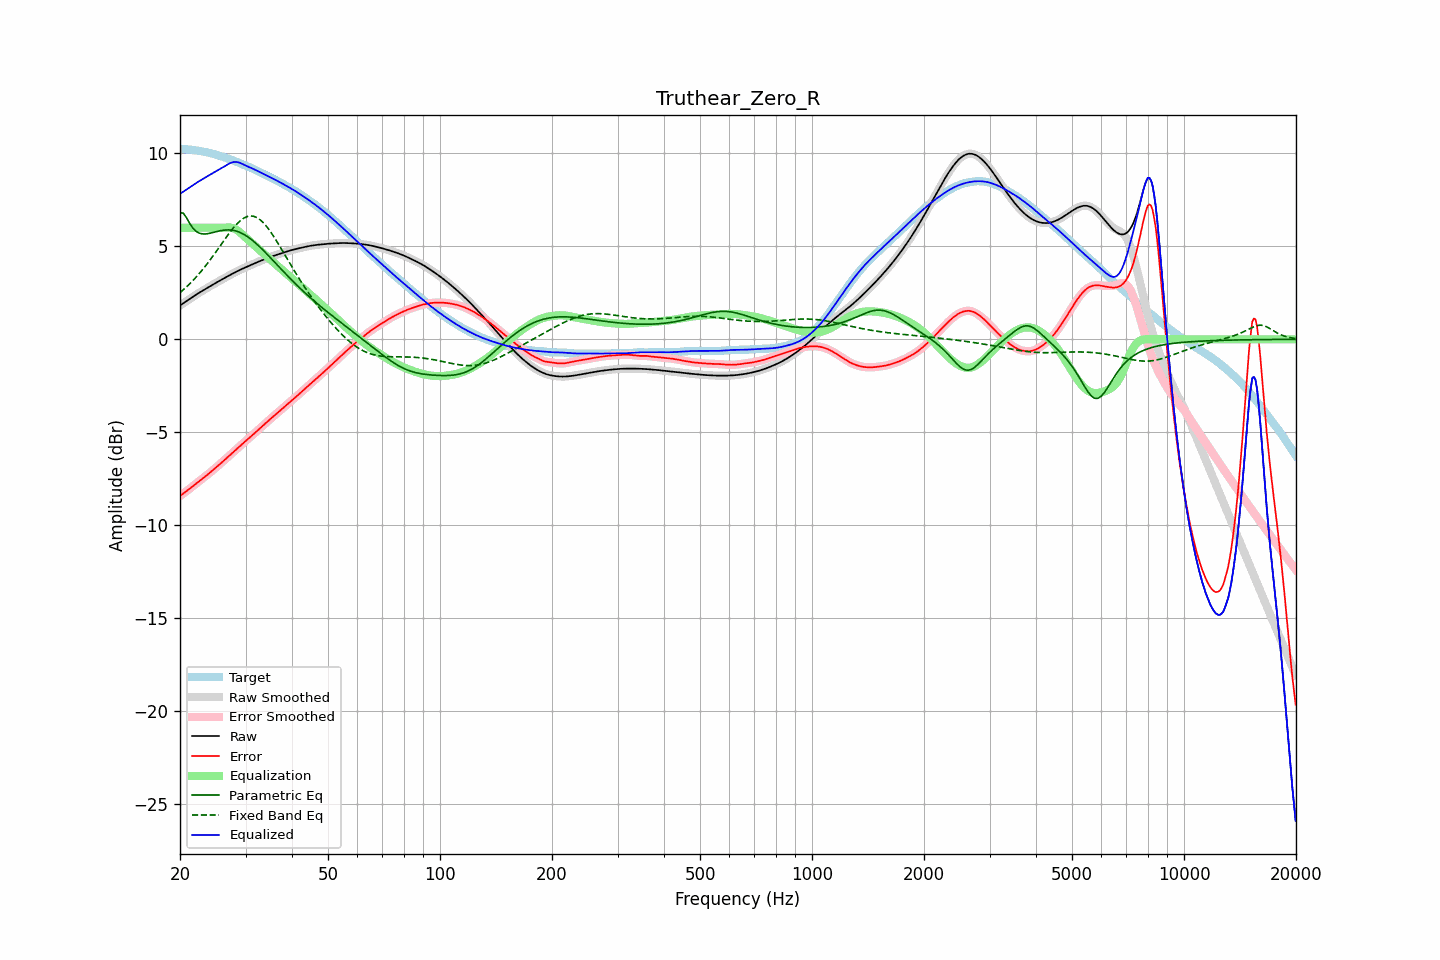 Truthear_Zero_R
10
5
0
−5
−10
−15
−20
−25
Amplitude (dBr)
Target
Raw Smoothed
Error Smoothed
Raw
Error
Equalization
Parametric Eq
Fixed Band Eq
Equalized
20 50 100 200 500 1000 2000 5000 10000 20000
Frequency (Hz)